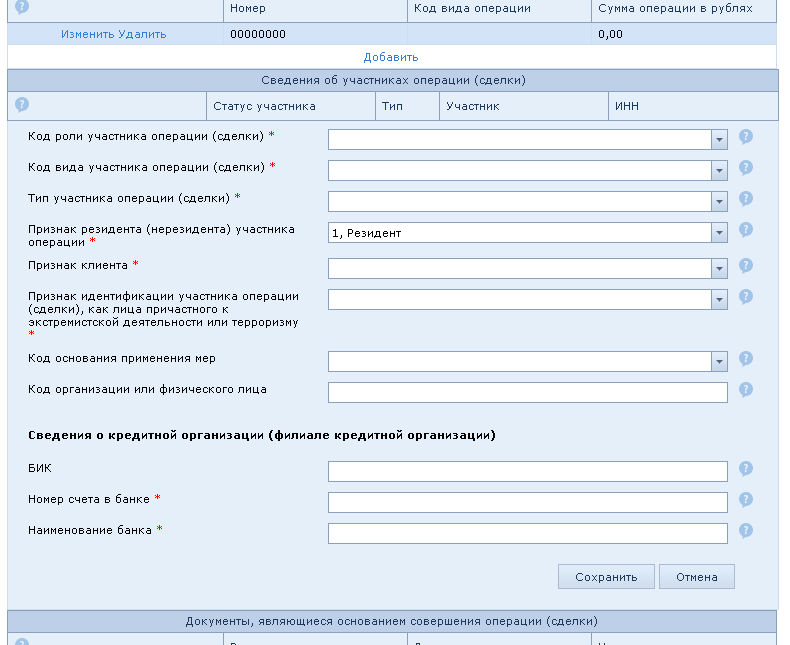 Номер Код вида операции Сумма операции в рублях
Изменить Удалить 00000000 0,00
Добавить
Сведения об участниках операции (сделки)
Статус участника Тип Участник ИНН
Код роли участника операции (сделки) *
Код вида участника операции (сделки) *
Тип участника операции (сделки) *
Признак резидента (нерезидента) участника
операции * 1, Резидент
Признак клиента *
Признак идентификации участника операции
(сделки), как лица причастного к
экстремистской деятельности или терроризму
*
Код основания применения мер
Код организации или физического лица
Сведения о кредитной организации (филиале кредитной организации)
БИК
Номер счета в банке *
Наименование банка *
Сохранить Отмена
Документы, являющиеся основанием совершения операции (сделки)